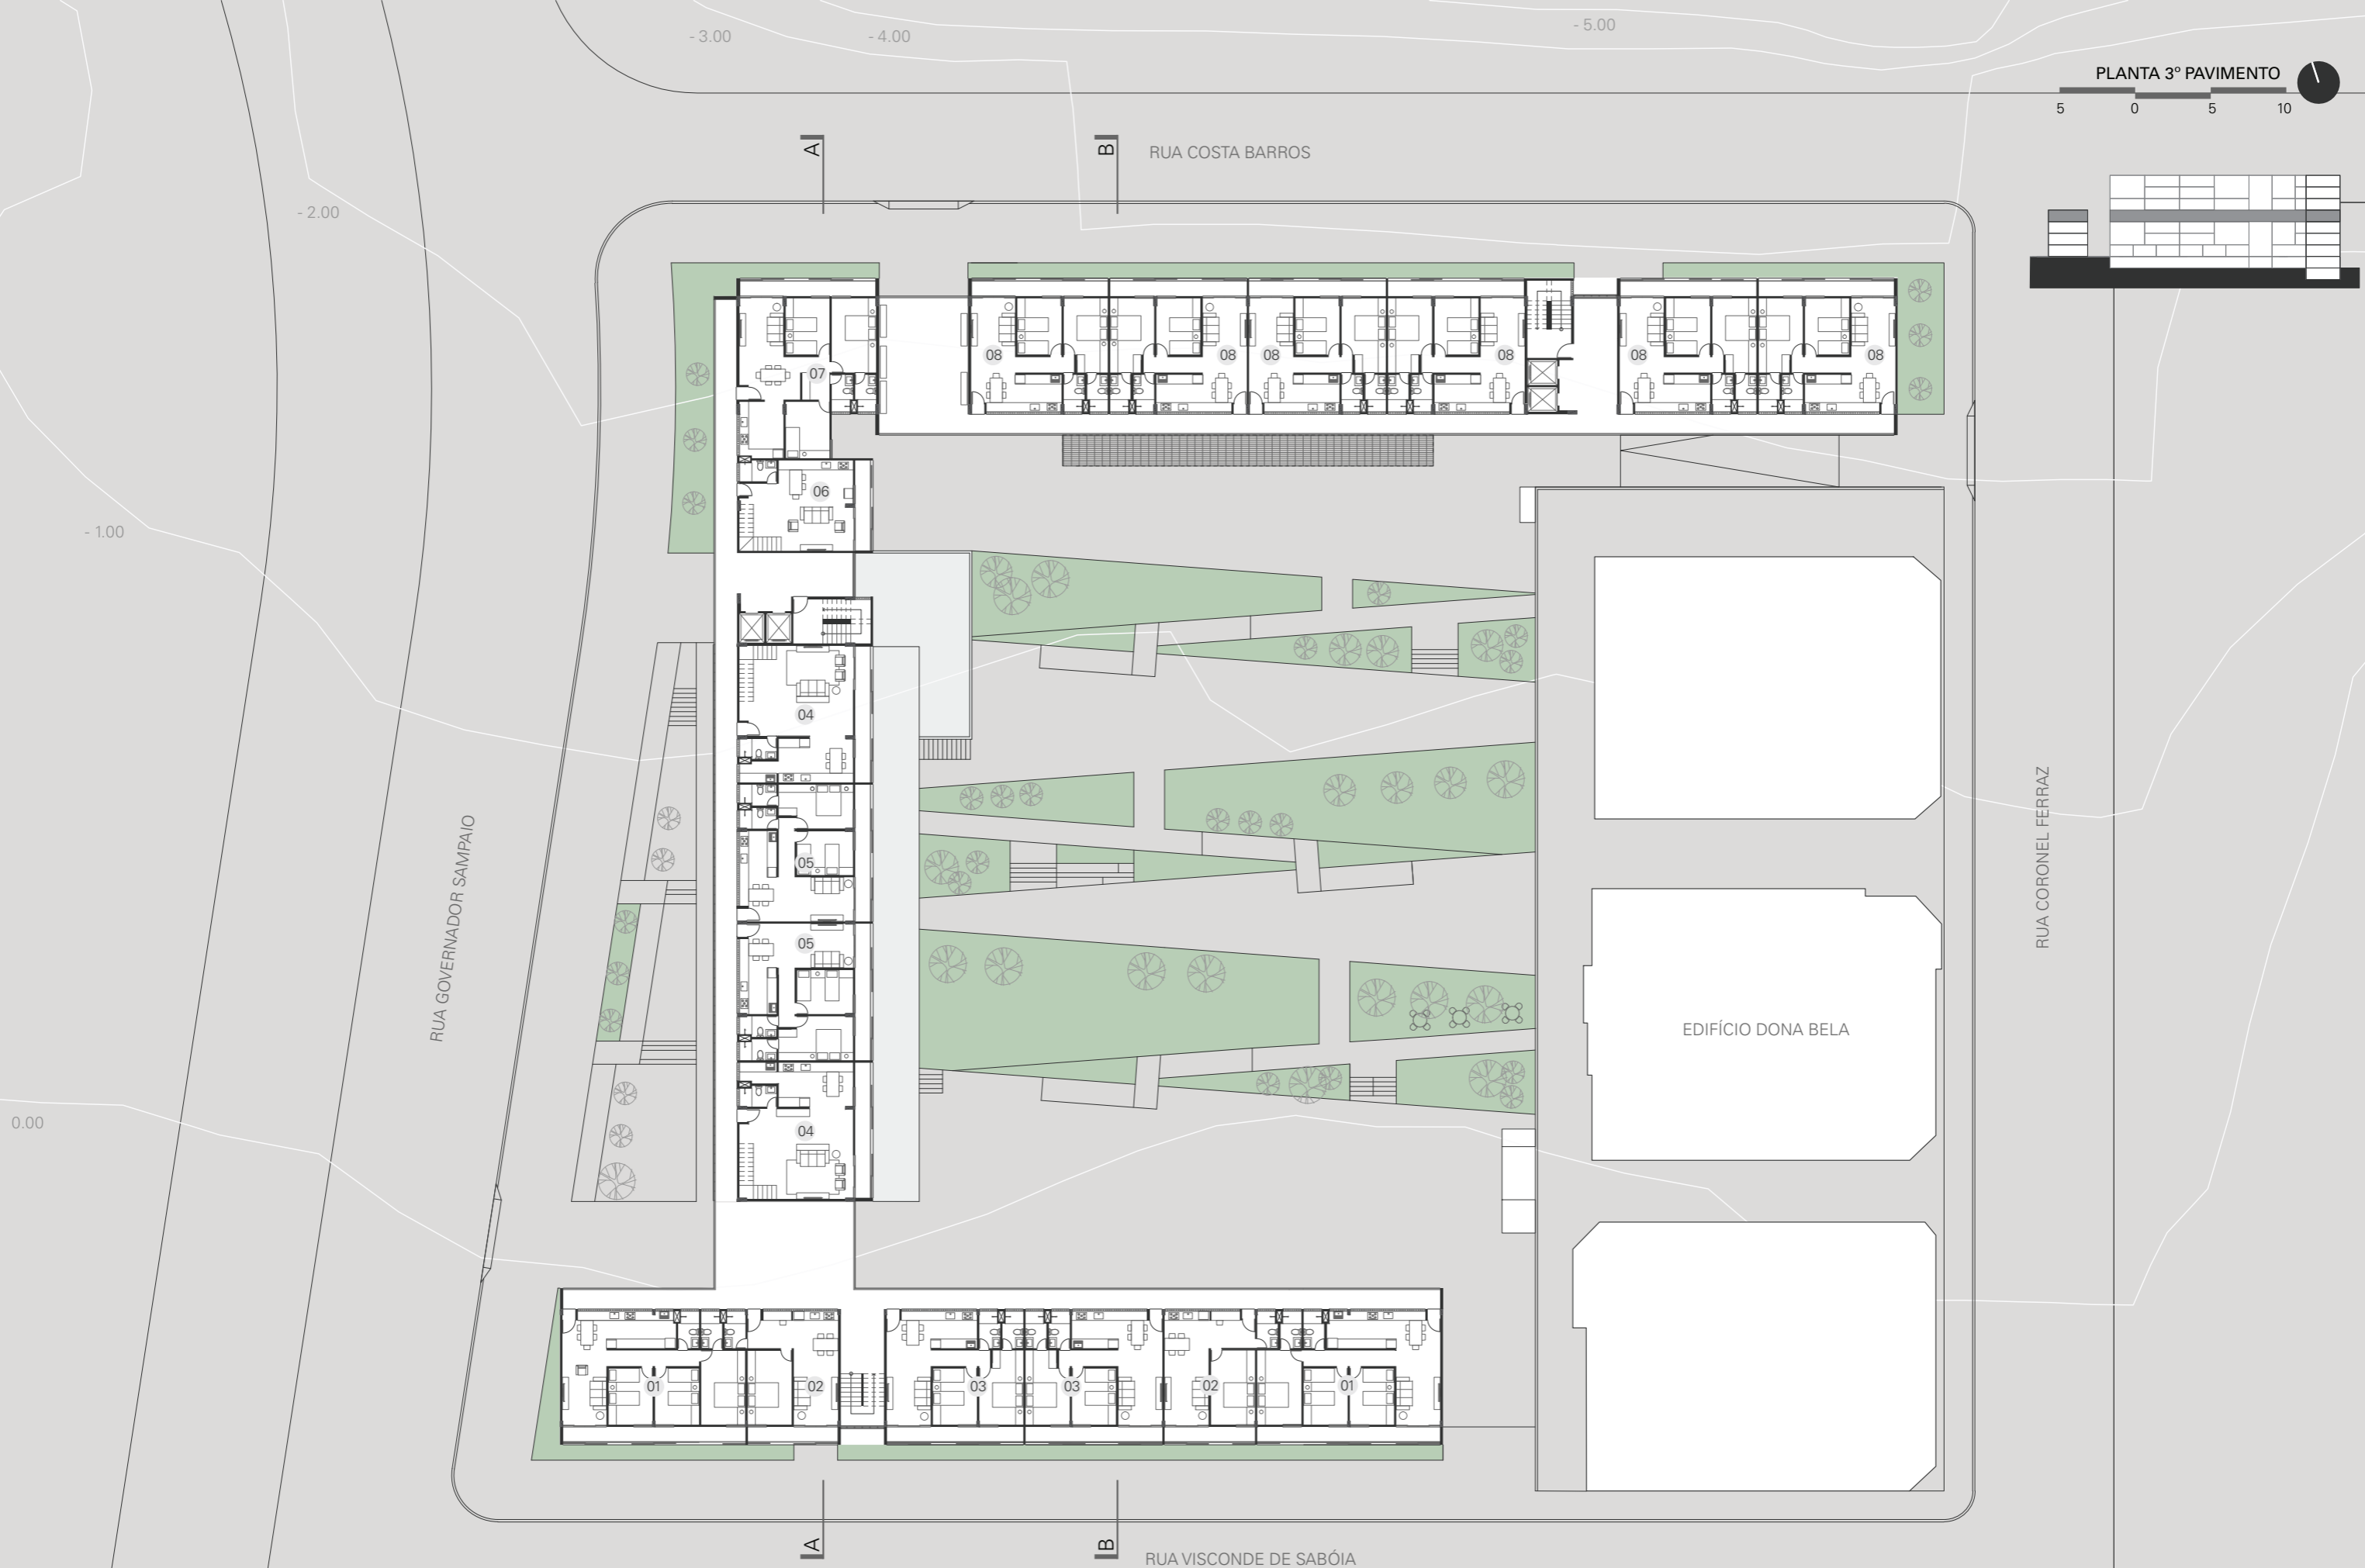 - 5.00
- 3.00
- 4.00
PLANTA 3º PAVIMENTO
5 0 5 10
A
B
RUA COSTA BARROS
- 2.00
08
08
08
08
08
08
07
06
- 1.00
04
05
RUA GOVERNADOR SAMPAIO
RUA CORONEL FERRAZ
05
EDIFÍCIO DONA BELA
0.00
04
01
02
03
03
02
01
A
B
RUA VISCONDE DE SABÓIA